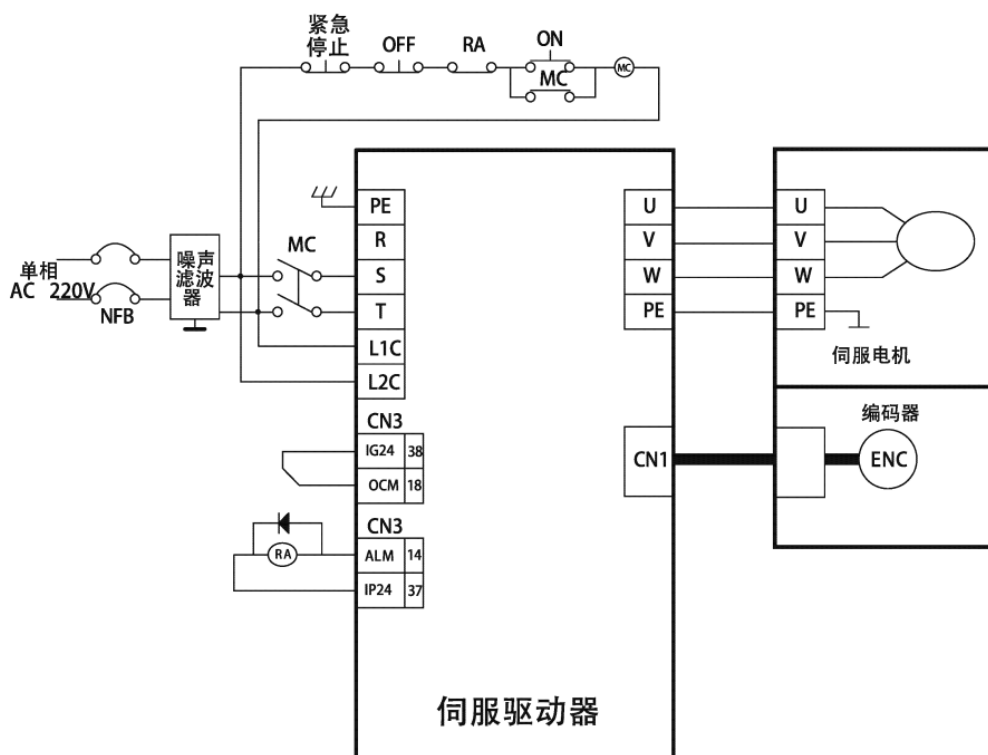 紧急
停止
OFF
RA
ON
MC
MC
单相
AC 220V
NFB
噪声
滤波
器
MC
PE
R
S
T
L1C
L2C
CN3
IG24 38
OCM 18
CN3
RA
ALM 14
IP24 37
U
V
W
PE
CN1
U
V
W
PE
伺服电机
编码器
ENC
伺服驱动器